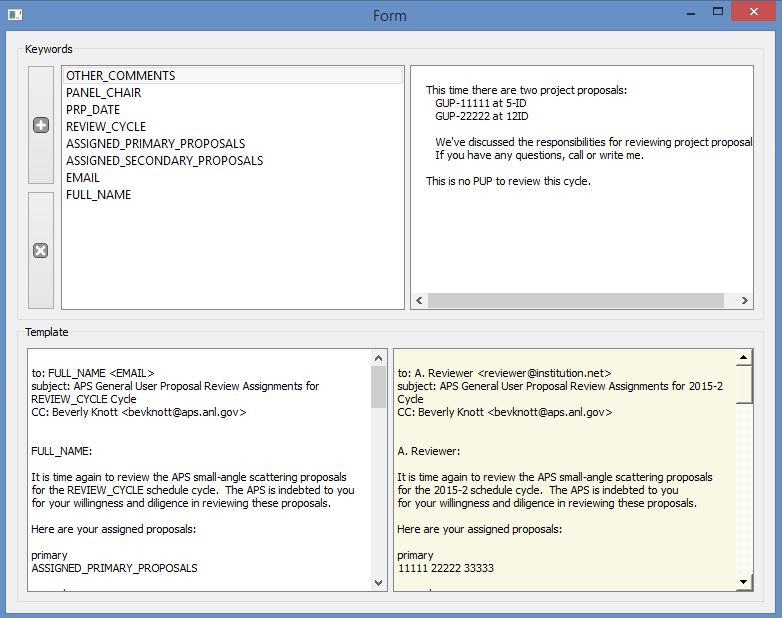 Form
Keywords
OTHER_COMMENTS
PANEL_CHAIR
PRP_DATE
REVIEW_CYCLE
ASSIGNED_PRIMARY_PROPOSALS
ASSIGNED_SECONDARY_PROPOSALS
EMAIL
FULL_NAME
This time there are two project proposals:
GUP-11111 at 5-ID
GUP-22222 at 12ID
We've discussed the responsibilities for reviewing project proposal
If you have any questions, call or write me.
This is no PUP to review this cycle.
Template
to: FULL_NAME <EMAIL>
subject: APS General User Proposal Review Assignments for
REVIEW_CYCLE Cycle
CC: Beverly Knott <bevknott@aps.anl.gov>
FULL_NAME:
It is time again to review the APS small-angle scattering proposals
for the REVIEW_CYCLE schedule cycle.  The APS is indebted to you
for your willingness and diligence in reviewing these proposals.
Here are your assigned proposals:
primary
ASSIGNED_PRIMARY_PROPOSALS
to: A. Reviewer <reviewer@institution.net>
subject: APS General User Proposal Review Assignments for 2015-2
Cycle
CC: Beverly Knott <bevknott@aps.anl.gov>
A. Reviewer:
It is time again to review the APS small-angle scattering proposals
for the 2015-2 schedule cycle.  The APS is indebted to you
for your willingness and diligence in reviewing these proposals.
Here are your assigned proposals:
primary
11111 22222 33333